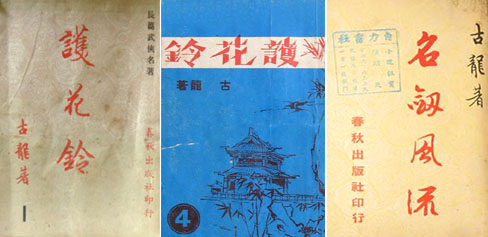 長篇武俠名著
護花鈴
古龍著
1
春秋出版社印行
鈴花護
著龍古
4
古龍著
名劍風流
春秋出版社印行